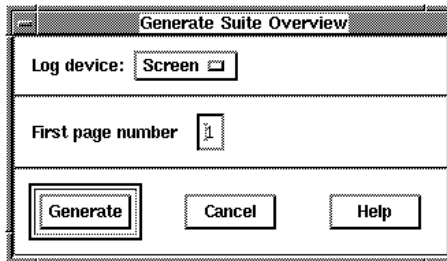 Generate Suite Overview
Log device: Screen
First page number 1
Generate Cancel Help